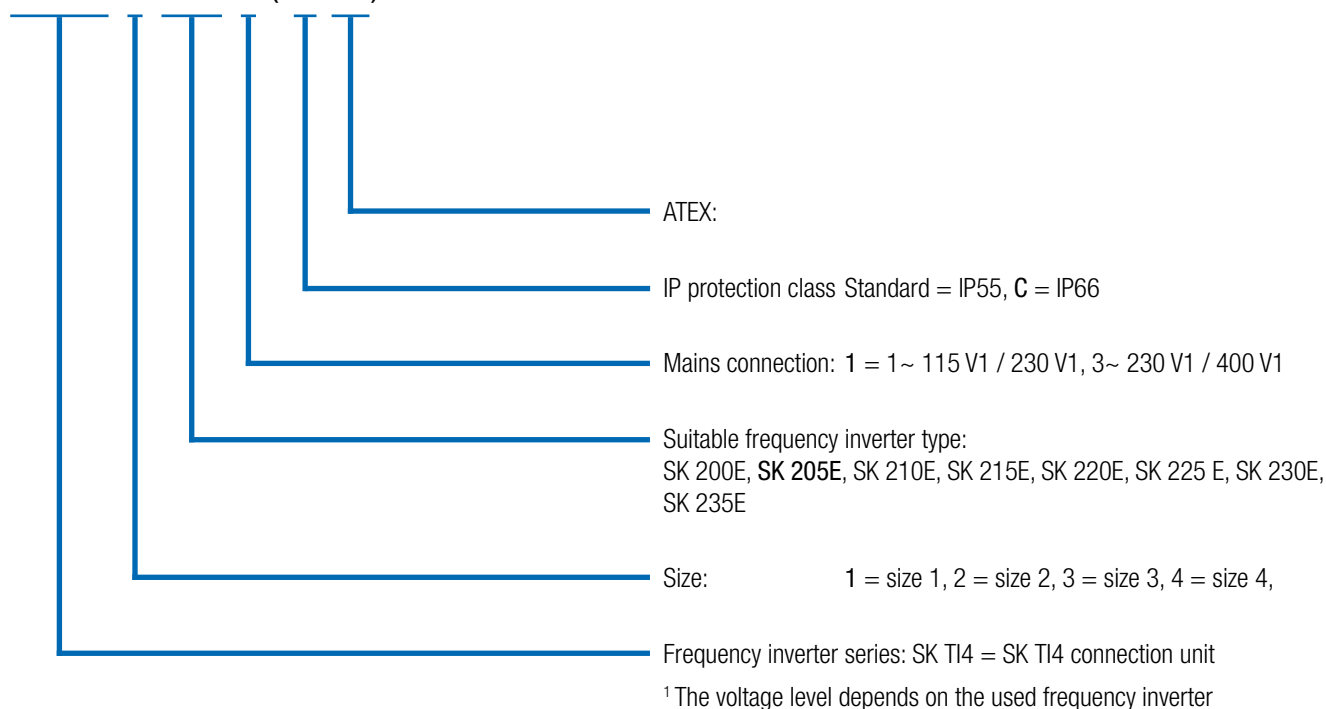 ATEX:
IP protection class Standard = IP55, C = IP66
Mains connection: 1 = 1~ 115 V1 / 230 V1, 3~ 230 V1 / 400 V1
Suitable frequency inverter type:
SK 200E, SK 205E, SK 210E, SK 215E, SK 220E, SK 225 E, SK 230E,
SK 235E
Size: 1 = size 1, 2 = size 2, 3 = size 3, 4 = size 4,
Frequency inverter series: SK TI4 = SK TI4 connection unit
1 The voltage level depends on the used frequency inverter